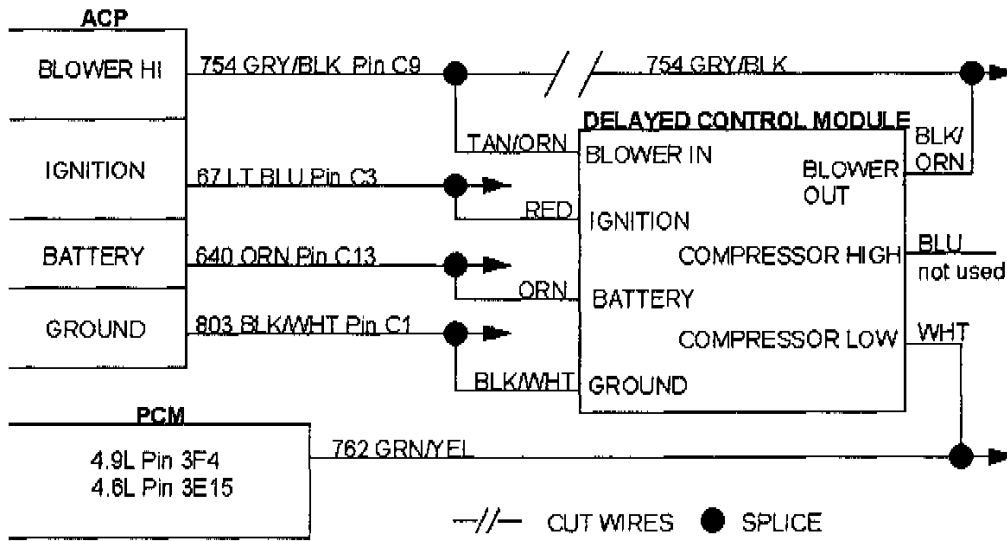 ACP
BLOWER HI
754 GRY/BLK Pin C9
754 GRY/BLK
DELAYED CONTROL MODULE
TAN/ORN
BLOWER IN
BLK/
ORN
BLOWER
OUT
IGNITION
67 LT BLU Pin C3
RED
IGNITION
BATTERY
640 ORN Pin C13
COMPRESSOR HIGH
BLU
not used
ORN
BATTERY
GROUND
803 BLK/WHT Pin C1
COMPRESSOR LOW
WHT
BLK/WHT
GROUND
PCM
4.9L Pin 3F4
4.6L Pin 3E15
762 GRN/YEL
CUT WIRES
SPLICE